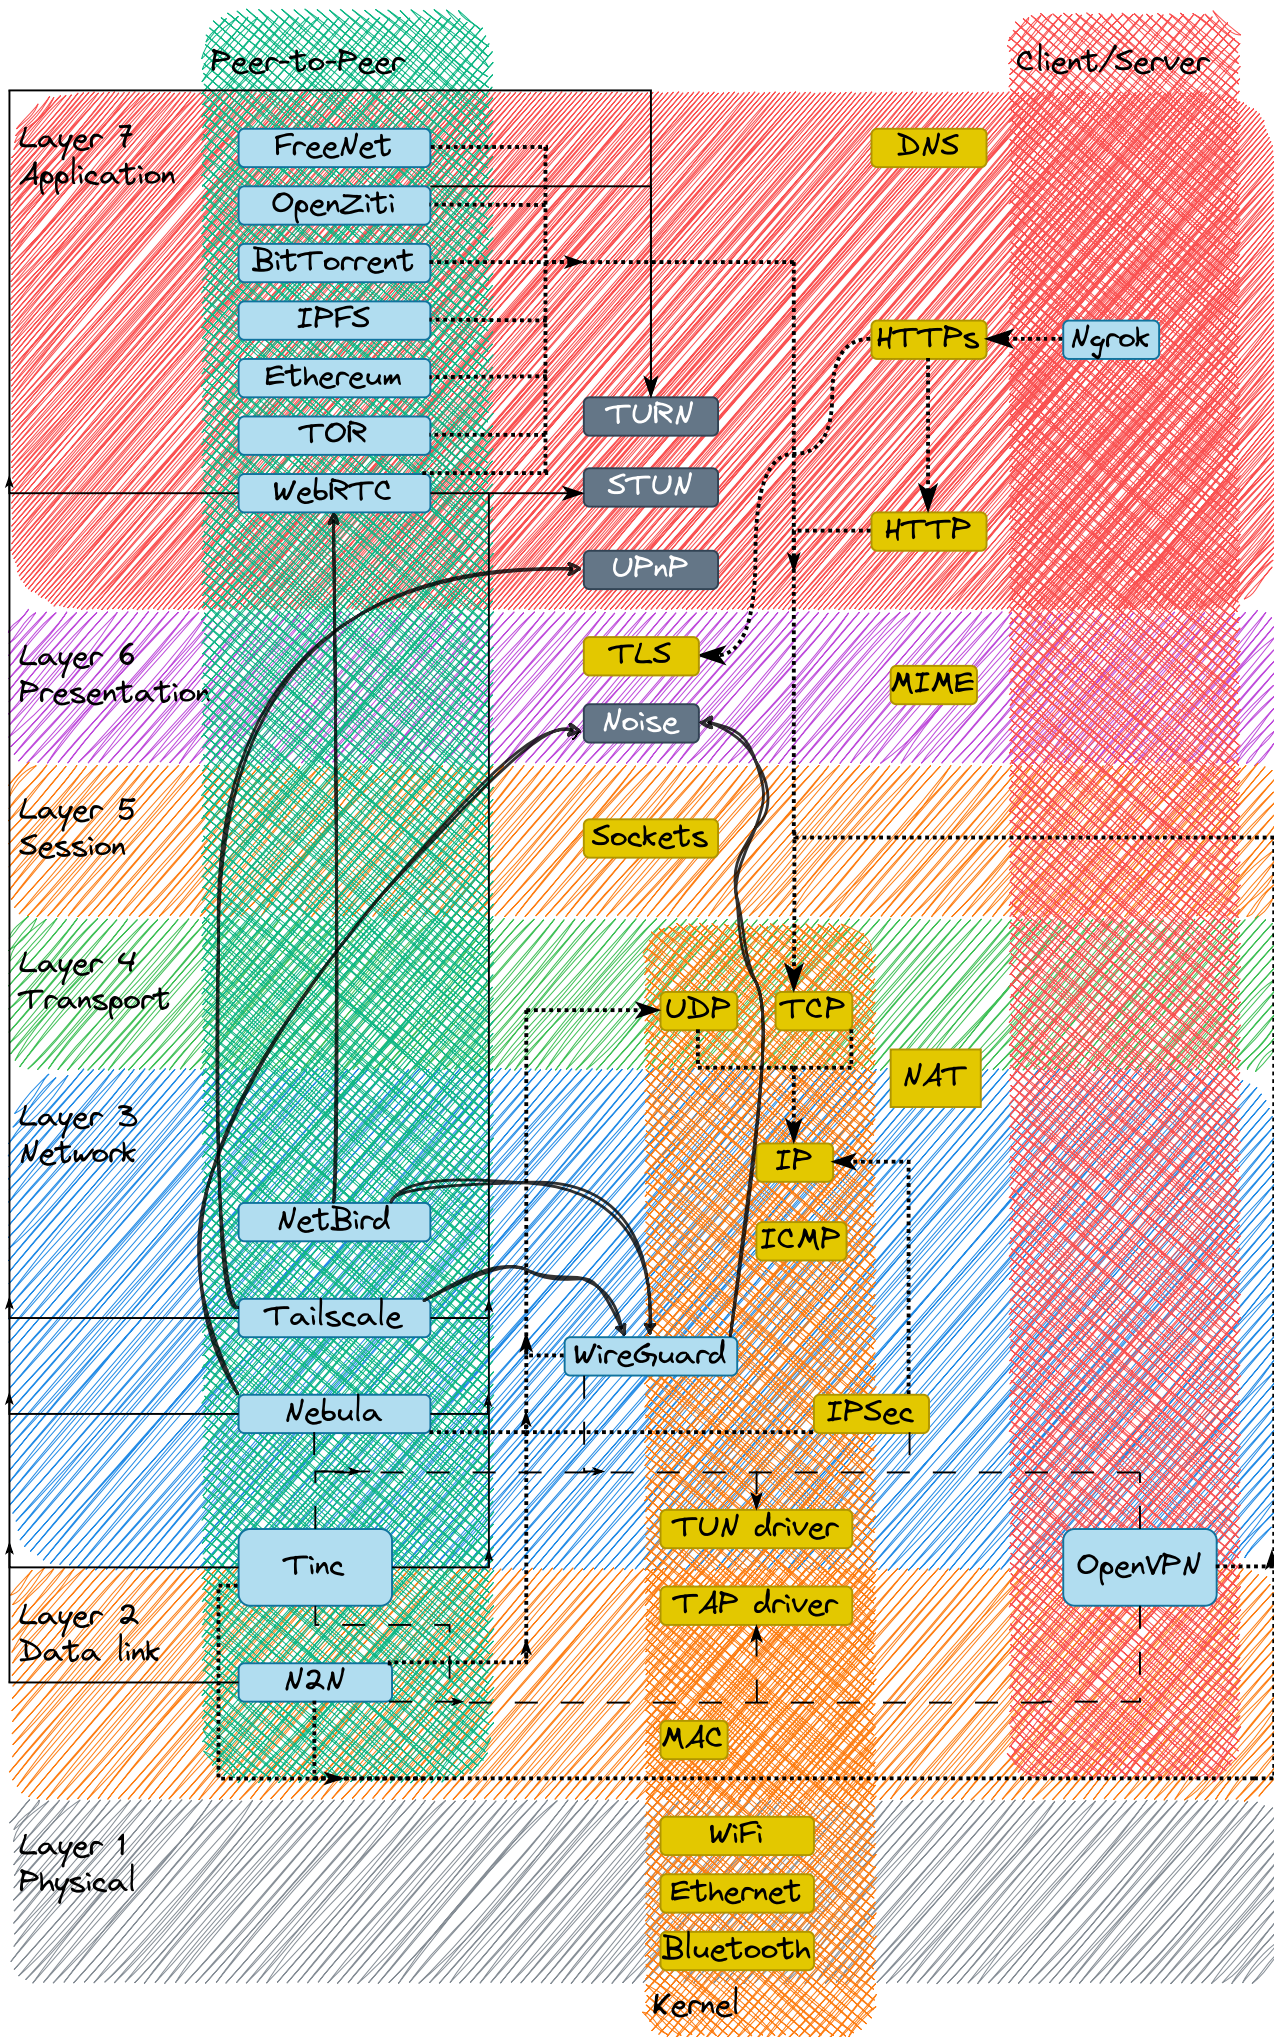 Peer-to-Peer
Client/Server
Layer 7
Application
FreeNet
DNS
OpenZiti
BitTorrent
IPFS
HTTPs
Ngrok
Ethereum
TURN
TOR
WebRTC
STUN
HTTP
UPnP
Layer 6
Presentation
TLS
MIME
Noise
Layer 5
Session
Sockets
Layer 4
Transport
UDP
TCP
NAT
Layer 3
Network
IP
NetBird
ICMP
Tailscale
WireGuard
Nebula
IPSec
TUN driver
Tinc
OpenVPN
TAP driver
Layer 2
Data link
N2N
MAC
WiFi
Layer 1
Physical
Ethernet
Bluetooth
Kernel